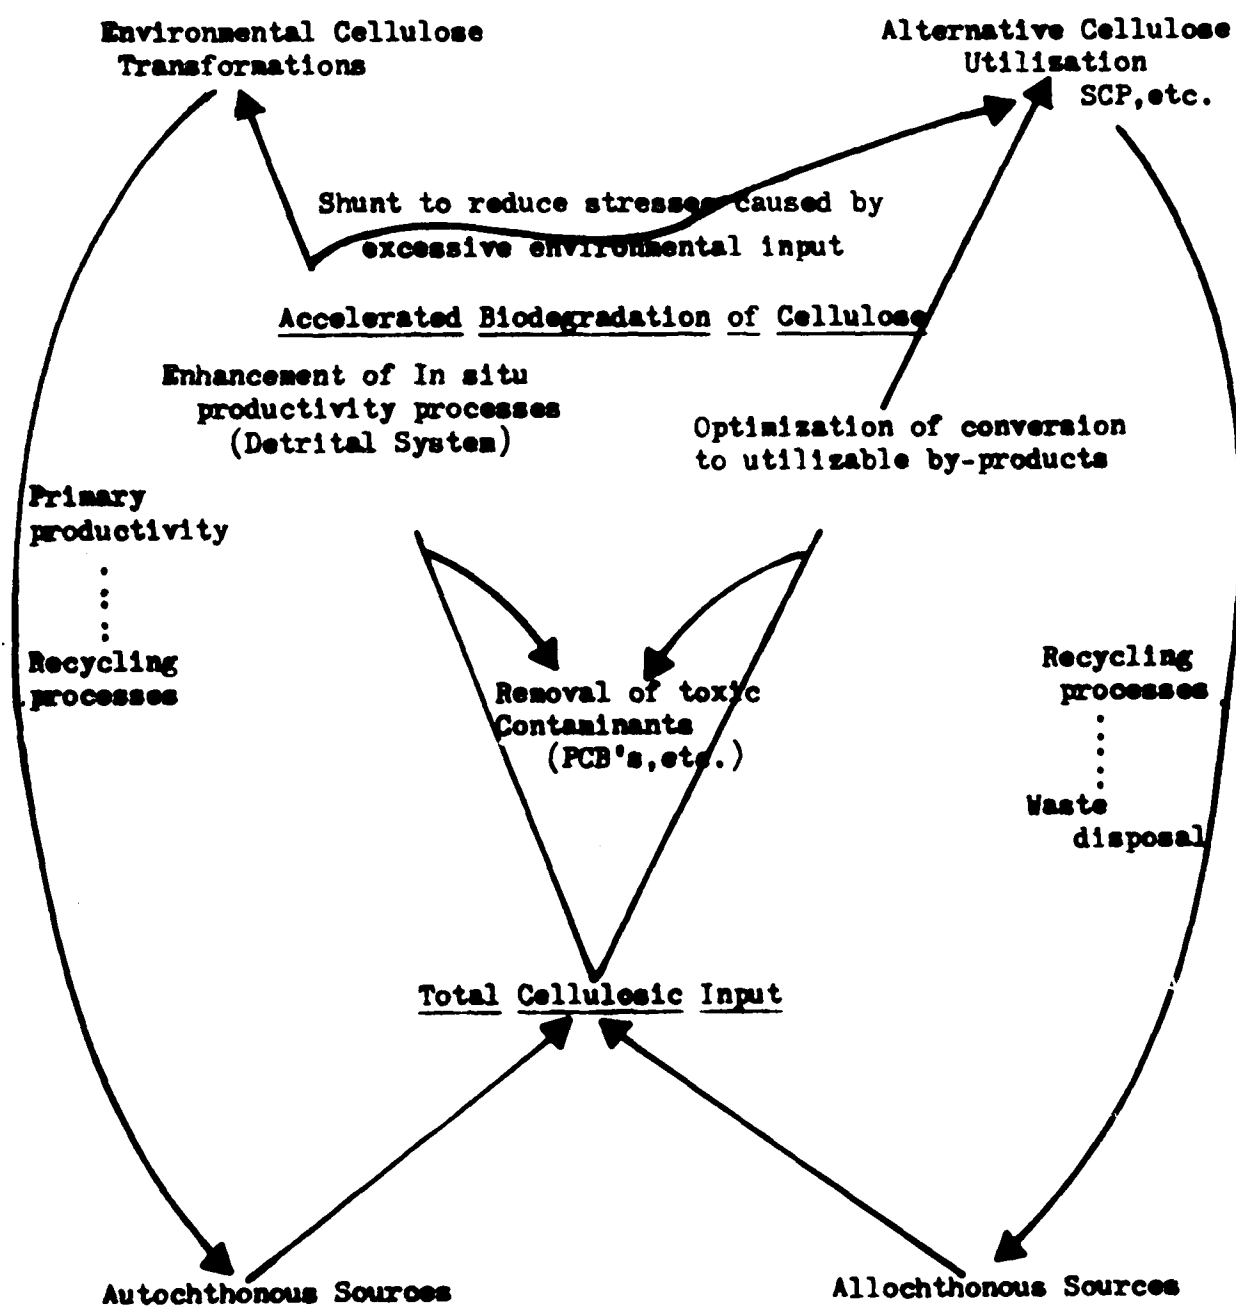 Environmental Cellulose
Transformations
Alternative Cellulose
Utilization
SCP,etc.
Shunt to reduce stresses caused by
excessive environmental input
Accelerated Biodegradation of Cellulose
Enhancement of In situ
productivity processes
(Detrital System)
Optimization of conversion
to utilizable by-products
Primary
productivity
Recycling
processes
Removal of toxic
Contaminants
(PCB's,etc.)
Recycling
processes
Waste
disposal
Total Cellulosic Input
Autochthonous Sources
Allochthonous Sources